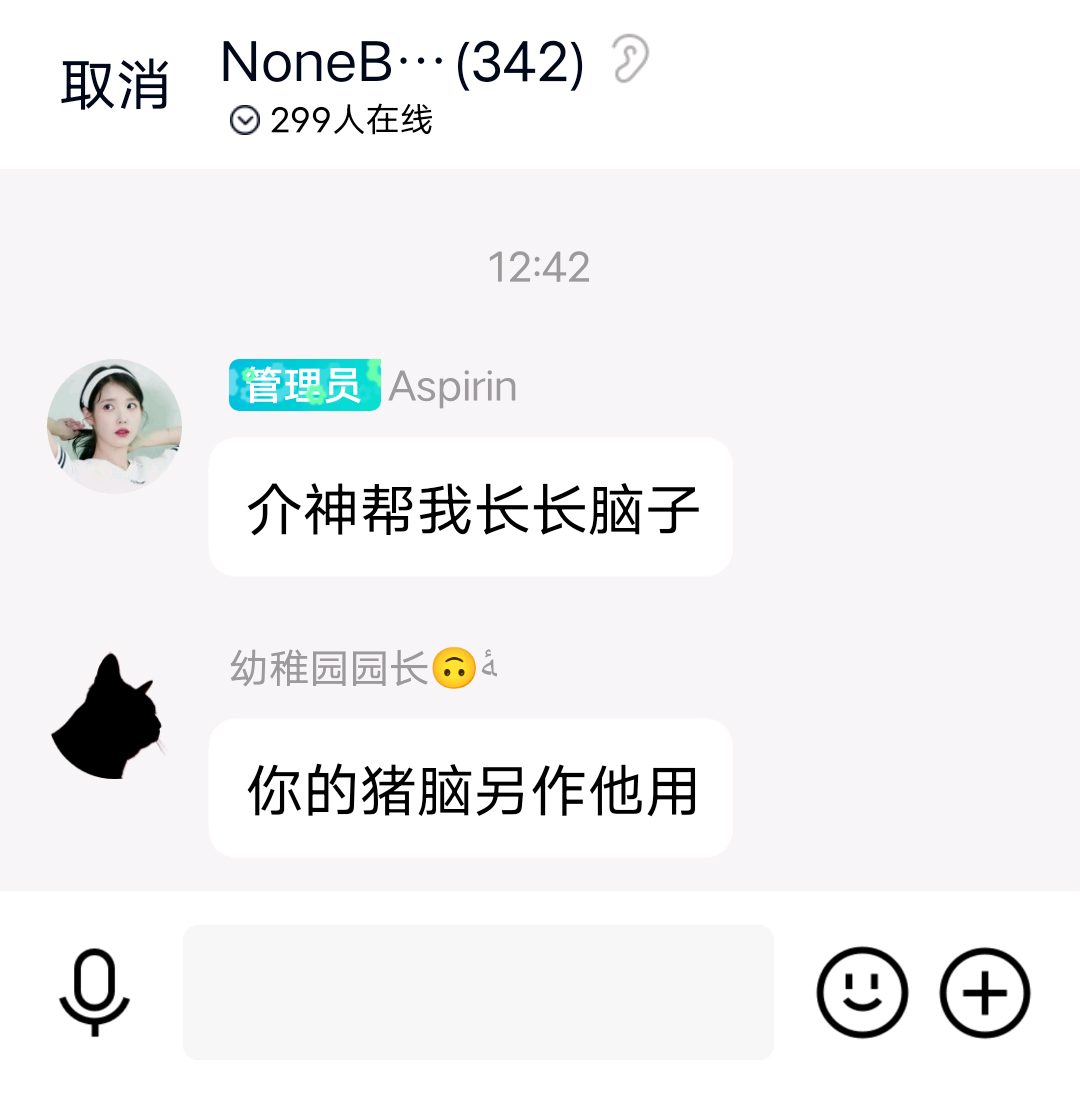 取消
NoneB…(342)
299人在线
12:42
管理员 Aspirin
介神帮我长长脑子
幼稚园园长🙃
你的猪脑另作他用